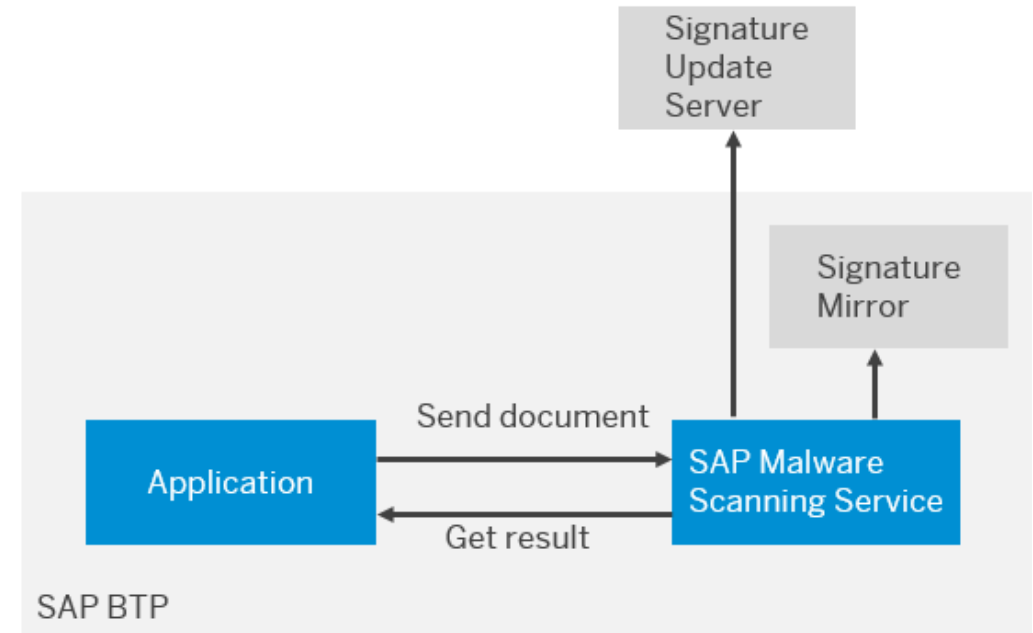 Signature
Update
Server
Signature
Mirror
Send document
Application
SAP Malware
Scanning Service
Get result
SAP BTP